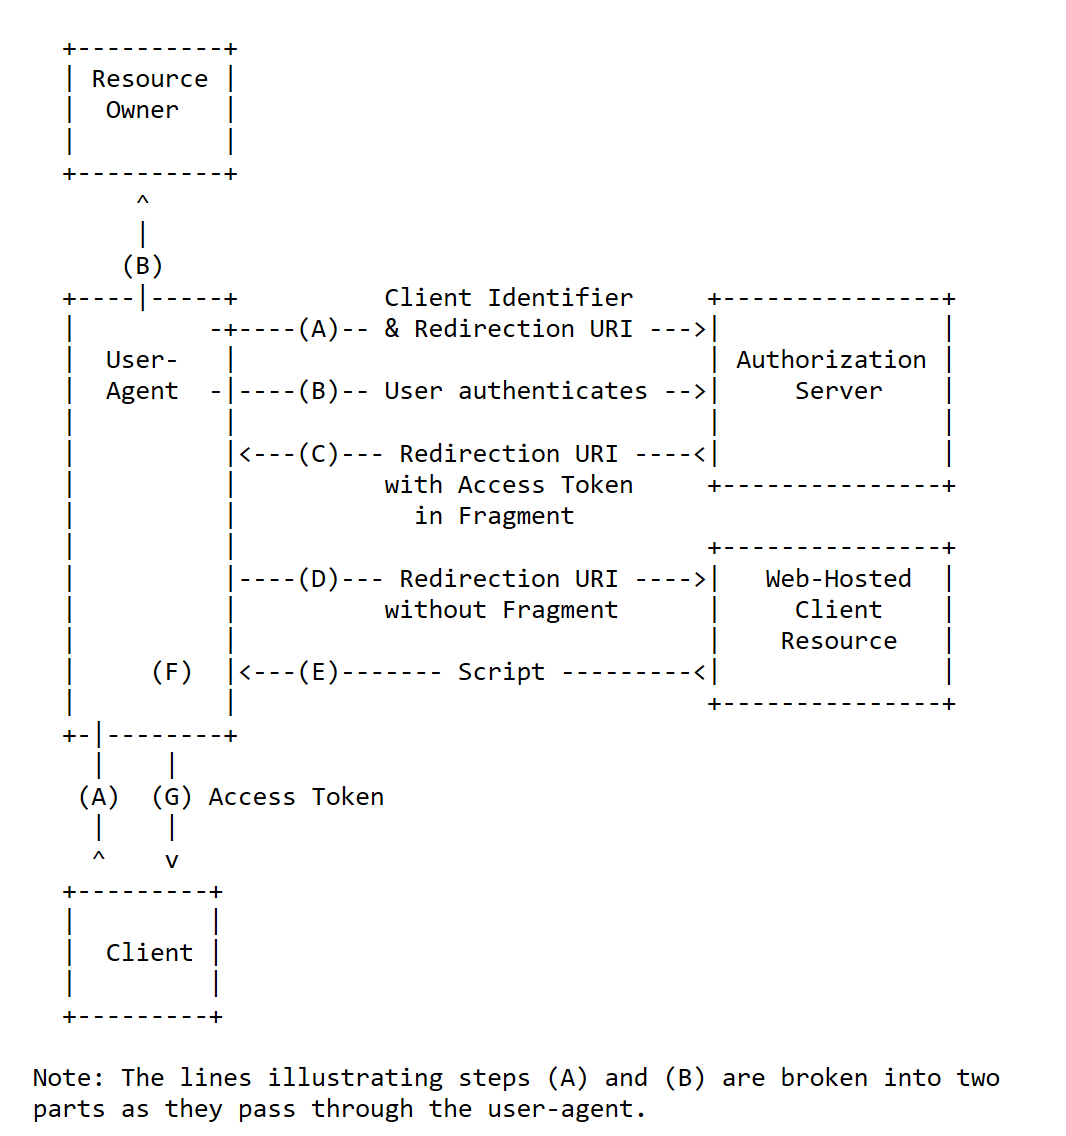 +----------+
| Resource |
|  Owner   |
|          |
+----------+
     ^
     |
    (B)
+----|-----+          Client Identifier     +---------------+
|         -+----(A)-- & Redirection URI --->|               |
|  User-   |                                | Authorization |
|  Agent  -|----(B)-- User authenticates -->|     Server    |
|          |                                |               |
|          |<---(C)--- Redirection URI ----<|               |
|          |          with Access Token     +---------------+
|          |            in Fragment
|          |                                +---------------+
|          |----(D)--- Redirection URI ---->|   Web-Hosted  |
|          |          without Fragment      |     Client    |
|          |                                |    Resource   |
|     (F)  |<---(E)------- Script ---------<|               |
|          |                                +---------------+
+-|--------+
  |    |
 (A)  (G) Access Token
  |    |
  ^    v
+---------+
|         |
|  Client |
|         |
+---------+
Note: The lines illustrating steps (A) and (B) are broken into two
parts as they pass through the user-agent.